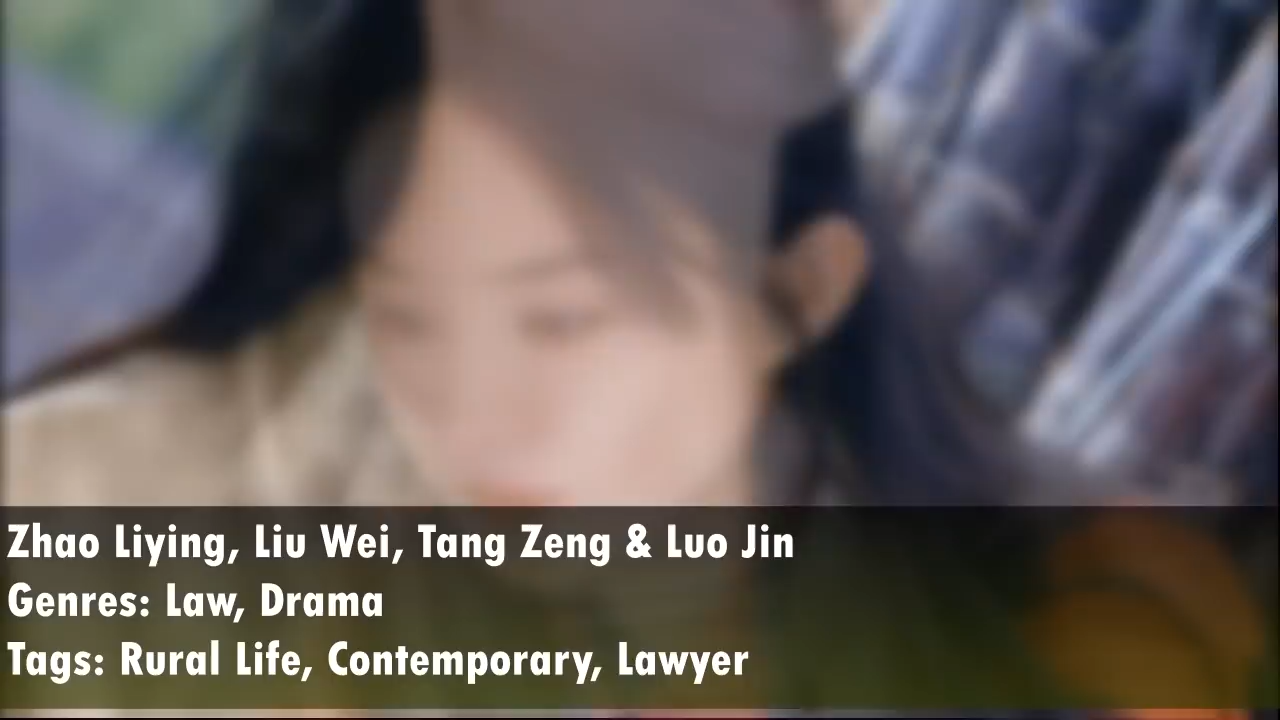 Zhao Liying, Liu Wei, Tang Zeng & Luo Jin
Genres: Law, Drama
Tags: Rural Life, Contemporary, Lawyer